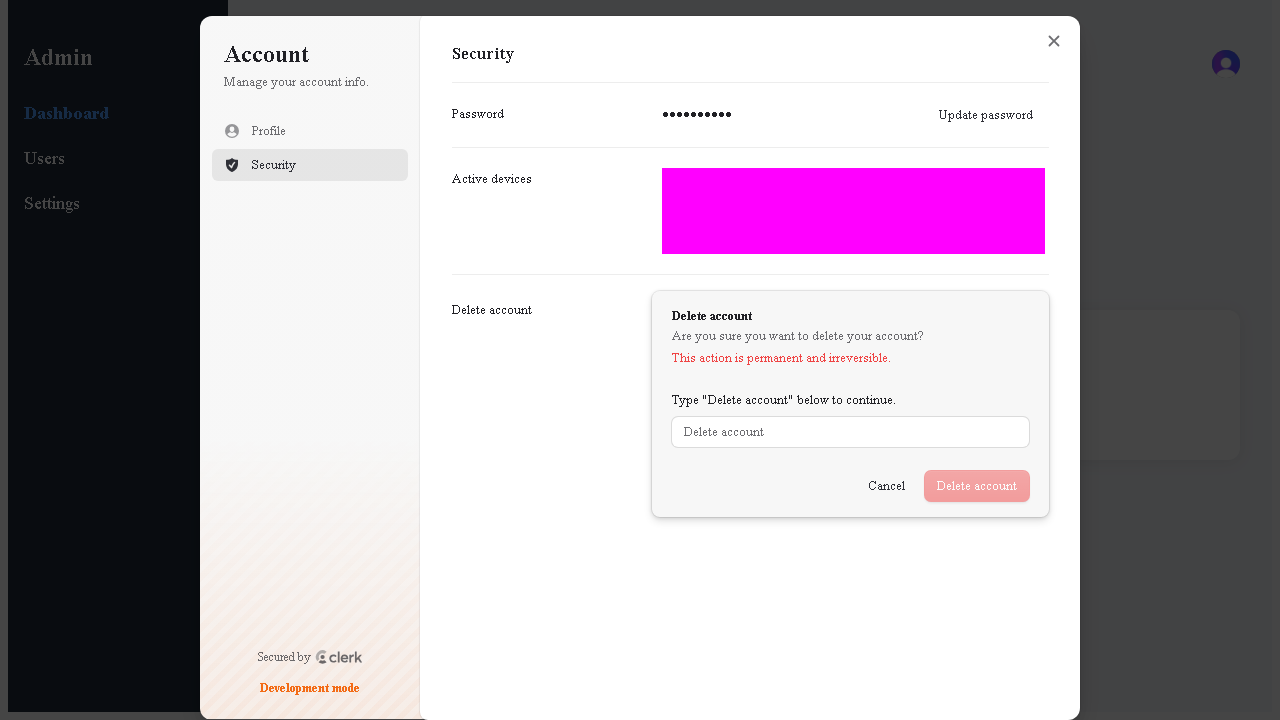 Admin
Dashboard
Users
Settings
Account
Manage your account info.
Profile
Security
Secured by clerk
Development mode
Security
Password
••••••••••
Update password
Active devices
Delete account
Delete account
Are you sure you want to delete your account?
This action is permanent and irreversible.
Type "Delete account" below to continue.
Delete account
Cancel
Delete account